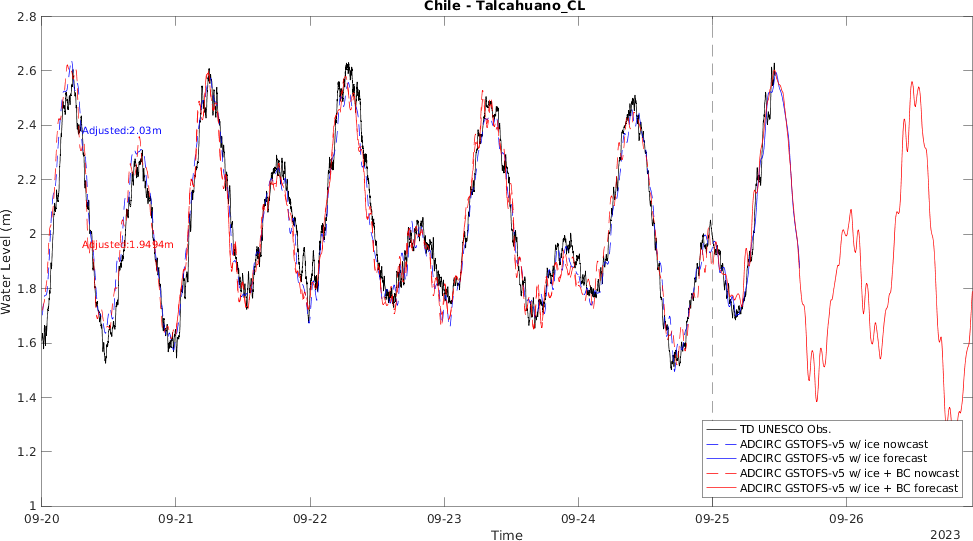 Chile - Talcahuano_CL
2.8
2.6
2.4
2.2
2
1.8
1.6
1.4
1.2
1
Water Level (m)
Adjusted:2.03m
Adjusted:1.9494m
TD UNESCO Obs.
ADCIRC GSTOFS-v5 w/ ice nowcast
ADCIRC GSTOFS-v5 w/ ice forecast
ADCIRC GSTOFS-v5 w/ ice + BC nowcast
ADCIRC GSTOFS-v5 w/ ice + BC forecast
09-20 09-21 09-22 09-23 09-24 09-25 09-26
Time
2023